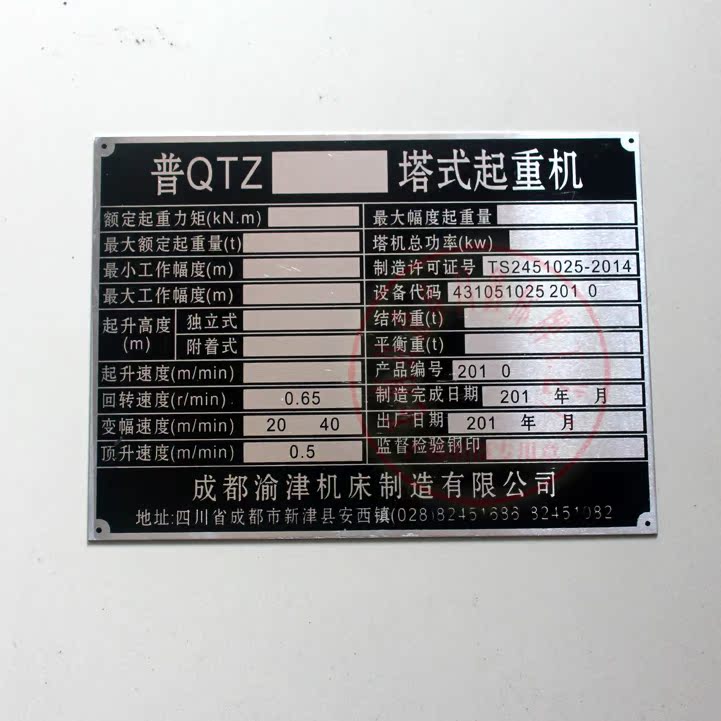 普QTZ 塔式起重机
额定起重力矩(kN.m) 最大幅度起重量
最大额定起重量(t) 塔机总功率(kw)
最小工作幅度(m) 制造许可证号 TS2451025-2014
最大工作幅度(m) 设备代码 431051025 201 0
起升高度(m) 独立式 结构重(t)
附着式 平衡重(t)
起升速度(m/min) 产品编号 201 0
回转速度(r/min) 0.65 制造完成日期 201 年 月
变幅速度(m/min) 20 40 出厂日期 201 年 月
顶升速度(m/min) 0.5 监督检验钢印
成都渝津机床制造有限公司
地址:四川省成都市新津县安西镇(028)82451686 82451082